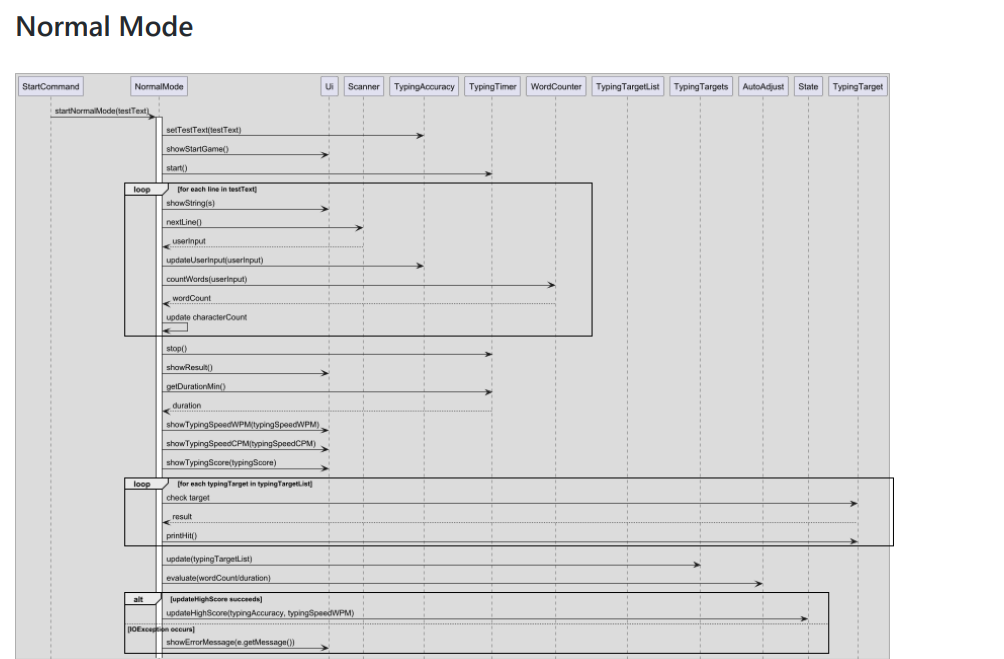 Normal Mode
StartCommand NormalMode Ui Scanner TypingAccuracy TypingTimer WordCounter TypingTargetList TypingTargets AutoAdjust State TypingTarget
startNormalMode(testText)
setTestText(testText)
showStartGame()
start()
loop [for each line in testText]
showString(s)
nextLine()
userInput
updateUserInput(userInput)
countWords(userInput)
wordCount
update characterCount
stop()
showResult()
getDurationMin()
duration
showTypingSpeedWPM(typingSpeedWPM)
showTypingSpeedCPM(typingSpeedCPM)
showTypingScore(typingScore)
loop [for each typingTarget in typingTargetList]
check target
result
printHit()
update(typingTargetList)
evaluate(wordCount/duration)
alt [updateHighScore succeeds]
updateHighScore(typingAccuracy, typingSpeedWPM)
[IOException occurs]
showErrorMessage(e.getMessage())